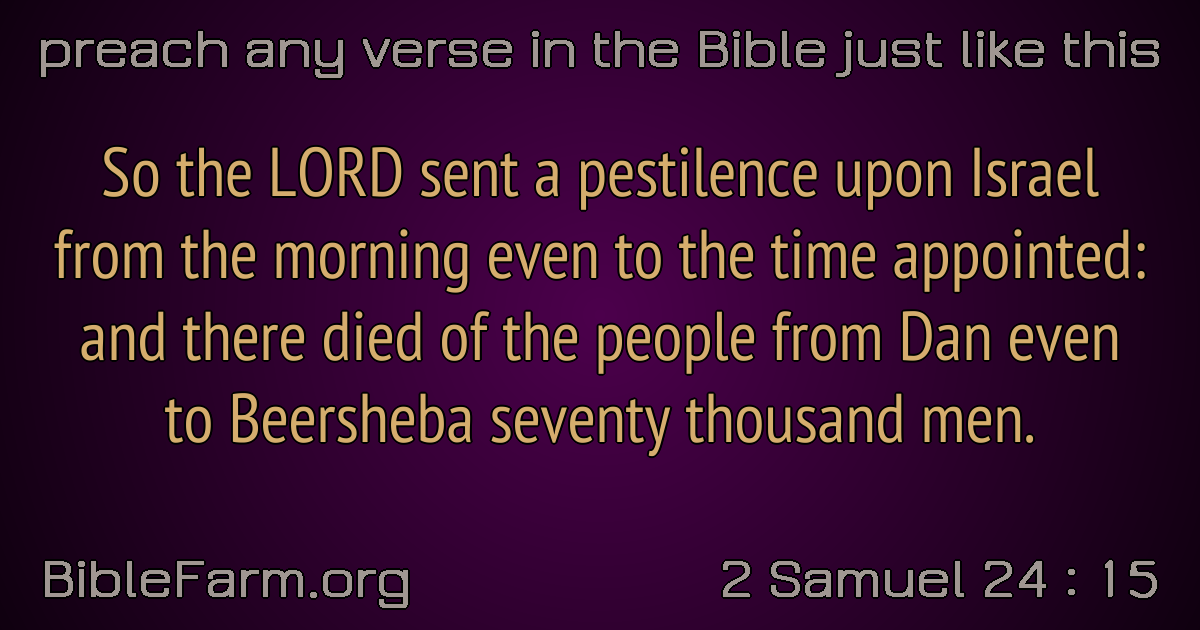 preach any verse in the Bible just like this
So the LORD sent a pestilence upon Israel
from the morning even to the time appointed:
and there died of the people from Dan even
to Beersheba seventy thousand men.
BibleFarm.org
2 Samuel 24 : 15